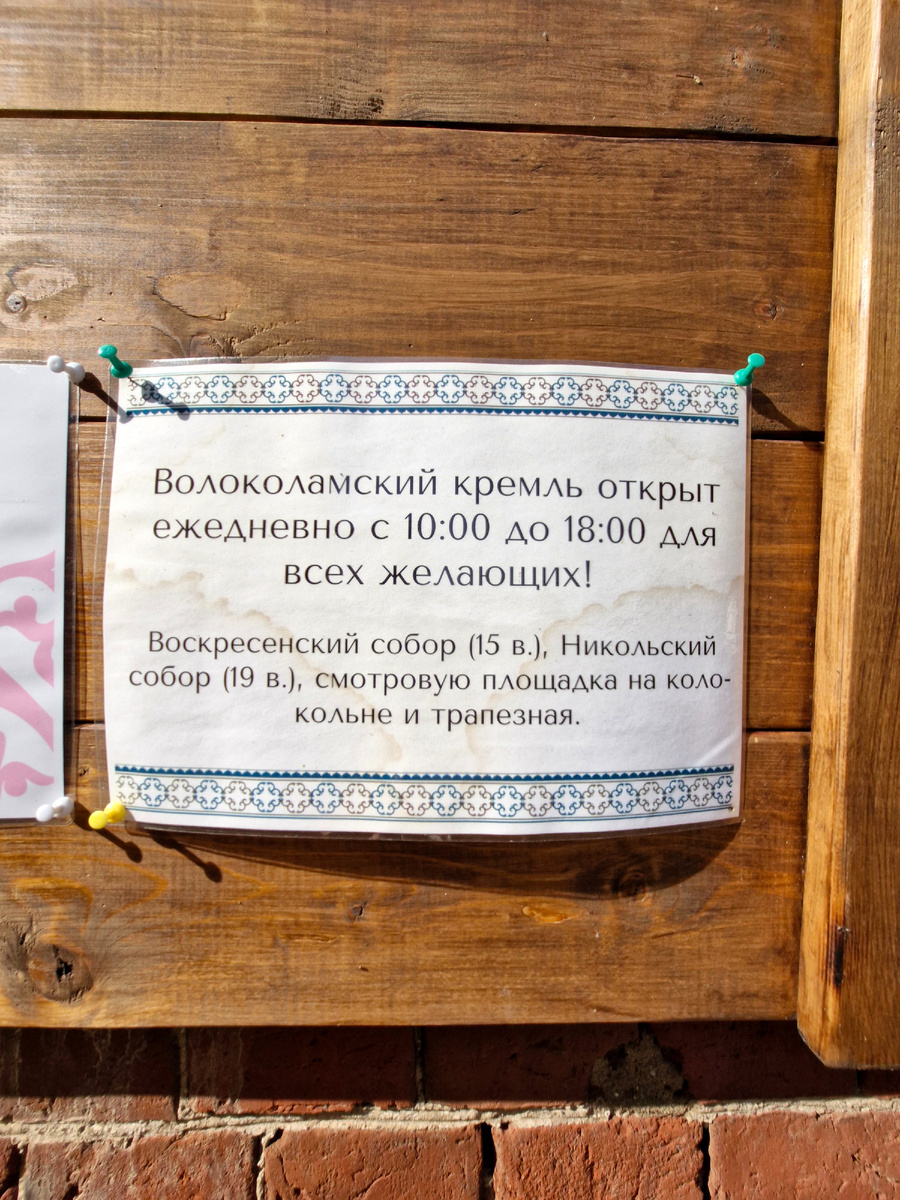 Волоколамский кремль открыт
ежедневно с 10:00 до 18:00 для
всех желающих!
Воскресенский собор (15 в.), Никольский
собор (19 в.), смотровую площадка на коло-
кольне и трапезная.